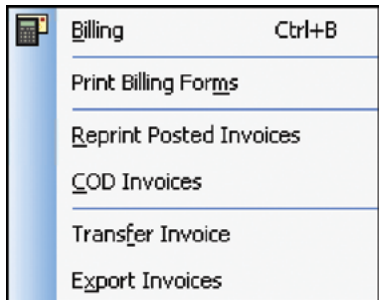 Billing Ctrl+B
Print Billing Forms
Reprint Posted Invoices
COD Invoices
Transfer Invoice
Export Invoices